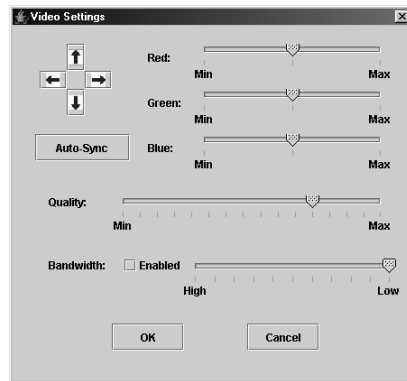 Video Settings
Red:
Min Max
Green:
Min Max
Auto-Sync Blue:
Min Max
Quality:
Min Max
Bandwidth: Enabled
High Low
OK Cancel